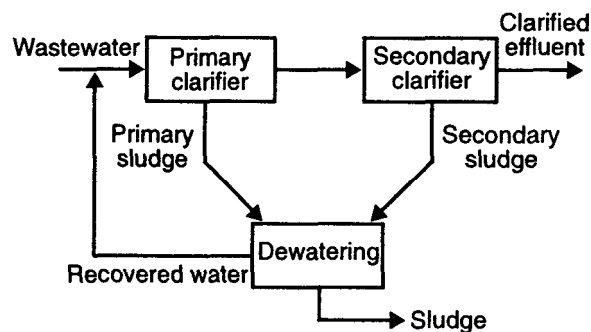 Wastewater
Primary
clarifier
Secondary
clarifier
Clarified
effluent
Primary
sludge
Secondary
sludge
Dewatering
Recovered water
Sludge